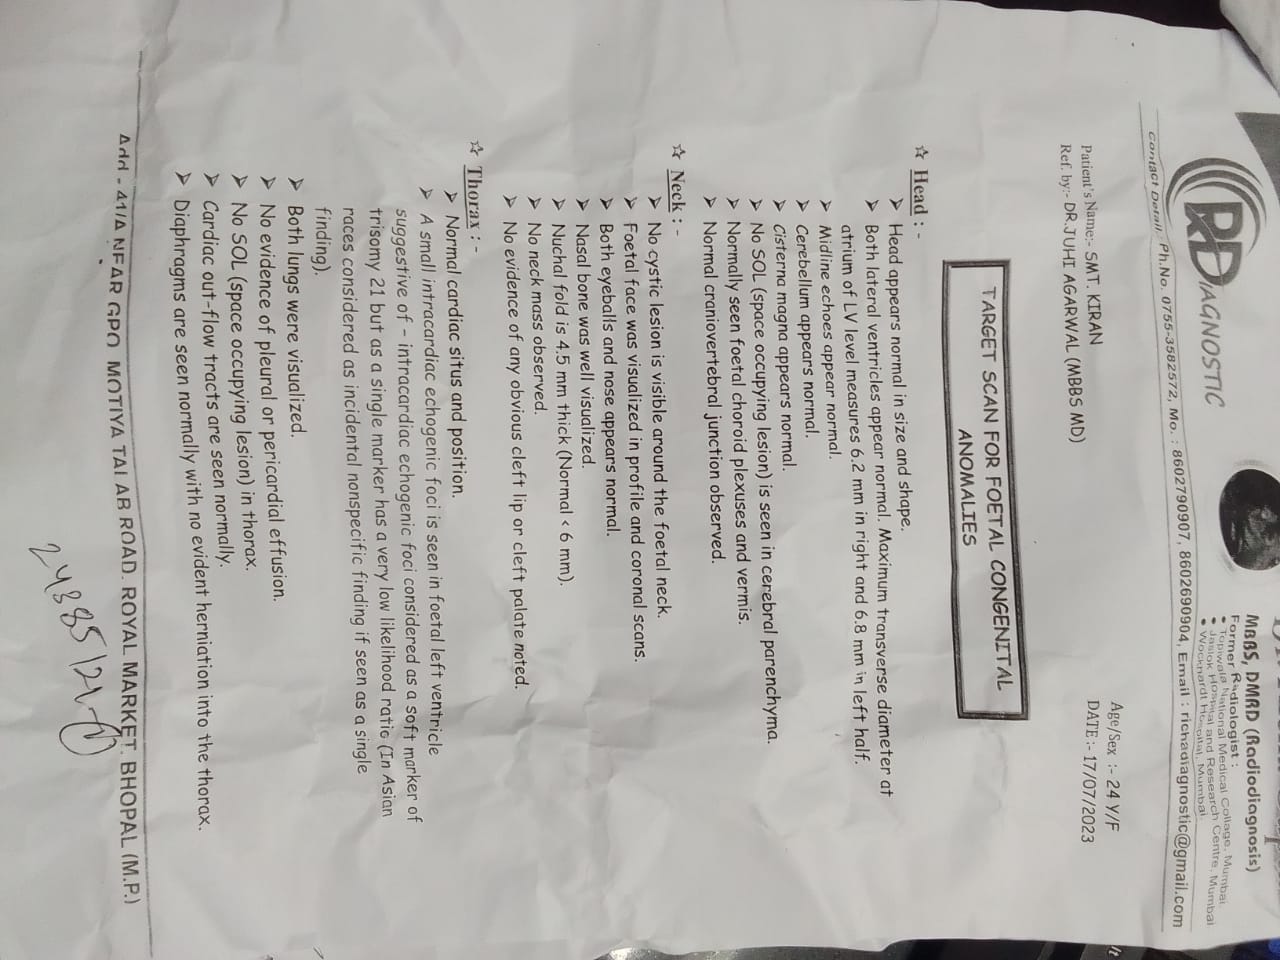 RDIAGNOSTIC
MBBS, DMRD (Radiodiagnosis)
Former Radiologist :
• Topiwala National Medical Collage, Mumbai
• Jaslok Hospital and Research Centre, Mumbai
• Wockhardt Hospital, Mumbai.
Contact Detail: Ph.No. 0755-3582572, Mo. : 8602790907, 8602690904, Email : richadiagnostic@gmail.com
Patient's Name:- SMT. KIRAN Age/Sex :- 24 Y/F
Ref. by:- DR.JUHI AGARWAL (MBBS MD) DATE :- 17/07/2023
TARGET SCAN FOR FOETAL CONGENITAL
ANOMALIES
☆ Head : -
➢ Head appears normal in size and shape.
➢ Both lateral ventricles appear normal. Maximum transverse diameter at
atrium of LV level measures 6.2 mm in right and 6.8 mm in left half.
➢ Midline echoes appear normal.
➢ Cerebellum appears normal.
➢ Cisterna magna appears normal.
➢ No SOL (space occupying lesion) is seen in cerebral parenchyma.
➢ Normally seen foetal choroid plexuses and vermis.
➢ Normal craniovertebral junction observed.
☆ Neck : -
➢ No cystic lesion is visible around the foetal neck.
➢ Foetal face was visualized in profile and coronal scans.
➢ Both eyeballs and nose appears normal.
➢ Nasal bone was well visualized.
➢ Nuchal fold is 4.5 mm thick (Normal < 6 mm).
➢ No neck mass observed.
➢ No evidence of any obvious cleft lip or cleft palate noted.
☆ Thorax : -
➢ Normal cardiac situs and position.
➢ A small intracardiac echogenic foci is seen in foetal left ventricle
suggestive of - intracardiac echogenic foci considered as a soft marker of
trisomy 21 but as a single marker has a very low likelihood ratio (In Asian
races considered as incidental nonspecific finding if seen as a single
finding).
➢ Both lungs were visualized.
➢ No evidence of pleural or pericardial effusion.
➢ No SOL (space occupying lesion) in thorax.
➢ Cardiac out-flow tracts are seen normally.
➢ Diaphragms are seen normally with no evident herniation into the thorax.
Add - 41/A NEAR GPO MOTIYA TALAB ROAD, ROYAL MARKET, BHOPAL (M.P.)